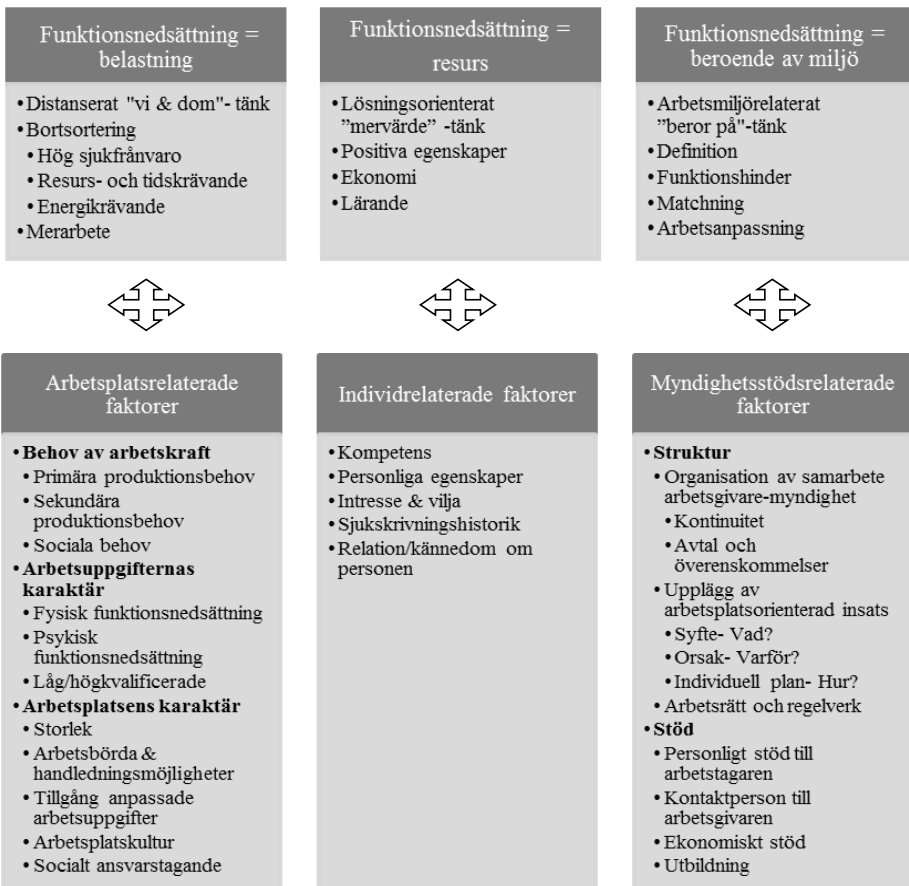 Funktionsnedsättning =
belastning
• Distanserat "vi & dom"- tänk
• Bortsortering
• Hög sjukfrånvaro
• Resurs- och tidskrävande
• Energikrävande
• Merarbete
Funktionsnedsättning =
resurs
• Lösningsorienterat
”mervärde” -tänk
• Positiva egenskaper
• Ekonomi
• Lärande
Funktionsnedsättning =
beroende av miljö
• Arbetsmiljörelaterat
”beror på"-tänk
• Definition
• Funktionshinder
• Matchning
• Arbetsanpassning
Arbetsplatsrelaterade
faktorer
• Behov av arbetskraft
• Primära produktionsbehov
• Sekundära
produktionsbehov
• Sociala behov
• Arbetsuppgifternas
karaktär
• Fysisk funktionsnedsättning
• Psykisk
funktionsnedsättning
• Låg/högkvalificerade
• Arbetsplatsens karaktär
• Storlek
• Arbetsbörda &
handledningsmöjligheter
• Tillgång anpassade
arbetsuppgifter
• Arbetsplatskultur
• Socialt ansvarstagande
Individrelaterade faktorer
• Kompetens
• Personliga egenskaper
• Intresse & vilja
• Sjukskrivningshistorik
• Relation/kännedom om
personen
Myndighetsstödsrelaterade
faktorer
• Struktur
• Organisation av samarbete
arbetsgivare-myndighet
• Kontinuitet
• Avtal och
överenskommelser
• Upplägg av
arbetsplatsorienterad insats
• Syfte- Vad?
• Orsak- Varför?
• Individuell plan- Hur?
• Arbetsrätt och regelverk
• Stöd
• Personligt stöd till
arbetstagaren
• Kontaktperson till
arbetsgivaren
• Ekonomiskt stöd
• Utbildning